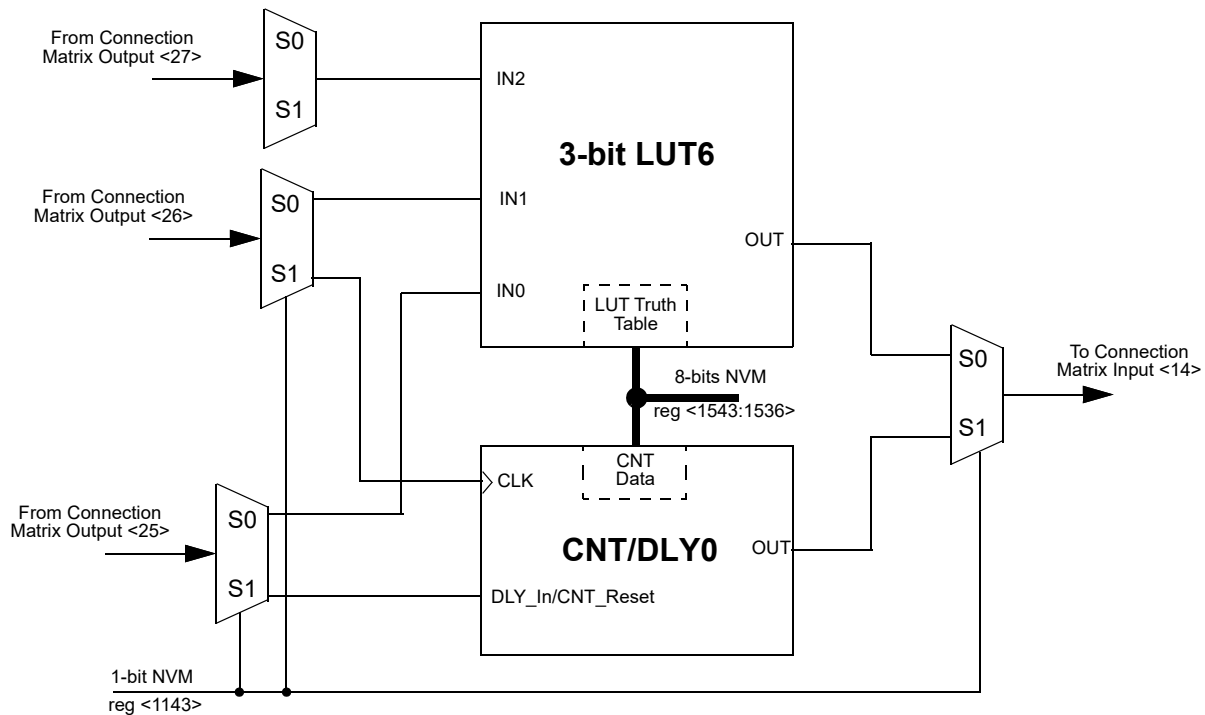 From Connection
Matrix Output <27>
S0
S1
IN2
3-bit LUT6
From Connection
Matrix Output <26>
S0
S1
IN1
OUT
IN0
LUT Truth
Table
8-bits NVM
reg <1543:1536>
S0
S1
To Connection
Matrix Input <14>
CNT
Data
CLK
From Connection
Matrix Output <25>
S0
S1
CNT/DLY0
OUT
DLY_In/CNT_Reset
1-bit NVM
reg <1143>